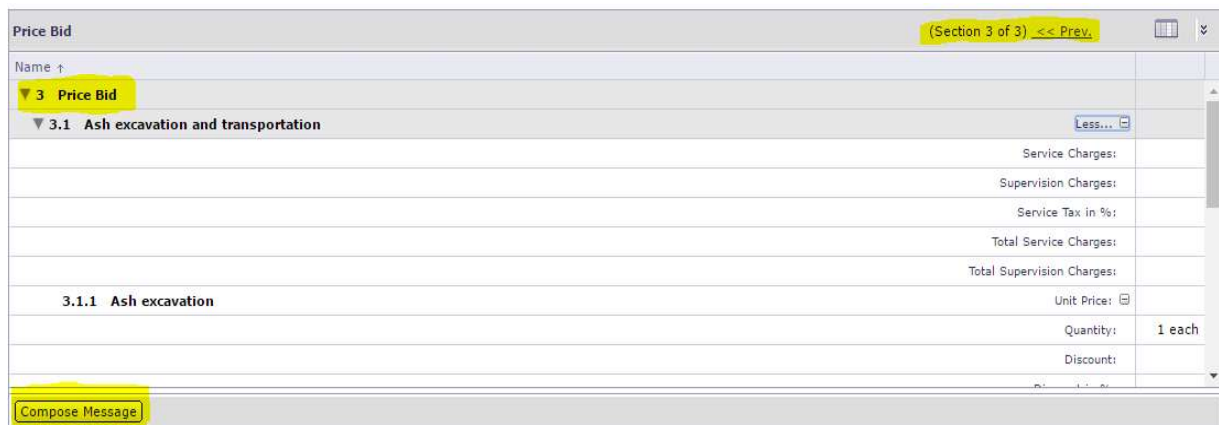 Price Bid (Section 3 of 3) << Prev.
Name ↑
3 Price Bid
3.1 Ash excavation and transportation Less...
Service Charges:
Supervision Charges:
Service Tax in %:
Total Service Charges:
Total Supervision Charges:
3.1.1 Ash excavation Unit Price:
Quantity: 1 each
Discount:
Compose Message